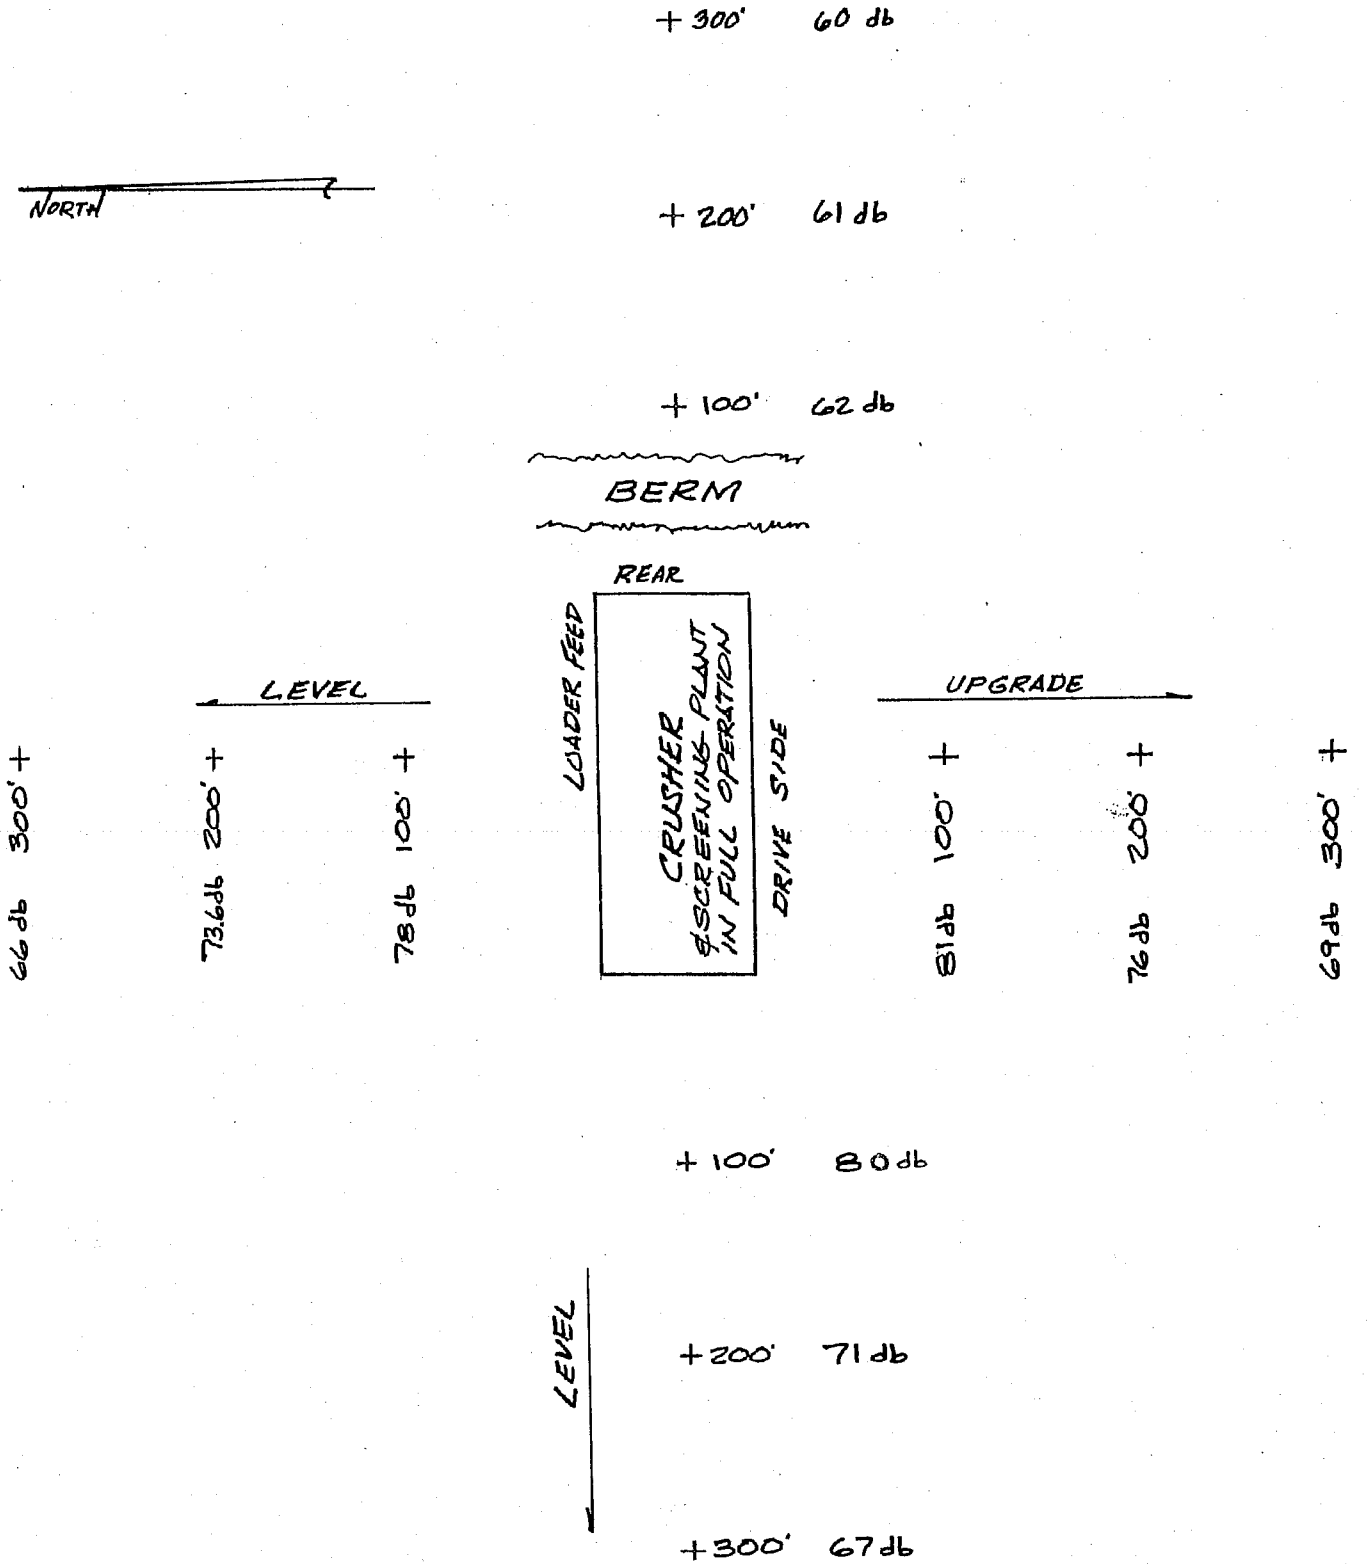 + 300' 60 db
NORTH
+ 200' 61 db
+ 100' 62 db
BERM
REAR
LOADER FEED
CRUSHER
& SCREENING PLANT
IN FULL OPERATION
DRIVE SIDE
LEVEL
UPGRADE
66 db 300' +
73.6 db 200' +
78 db 100' +
81 db 100' +
76 db 200' +
69 db 300' +
+ 100' 80 db
LEVEL
+ 200' 71 db
+ 300' 67 db